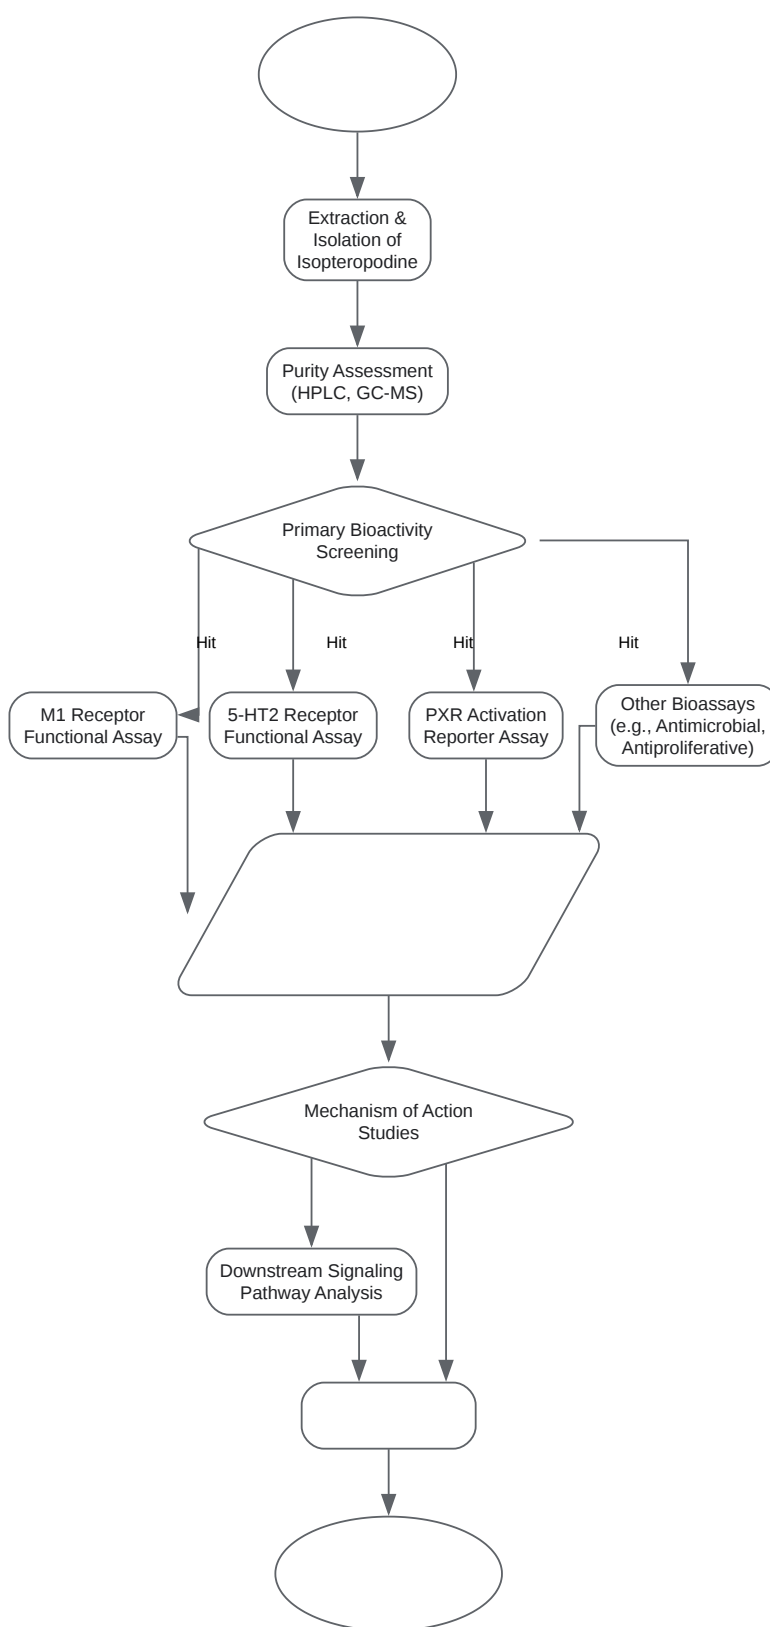 Extraction &
Isolation of
Isopteropodine
Purity Assessment
(HPLC, GC-MS)
Primary Bioactivity
Screening
Hit
Hit
Hit
Hit
M1 Receptor
Functional Assay
5-HT2 Receptor
Functional Assay
PXR Activation
Reporter Assay
Other Bioassays
(e.g., Antimicrobial,
Antiproliferative)
Mechanism of Action
Studies
Downstream Signaling
Pathway Analysis